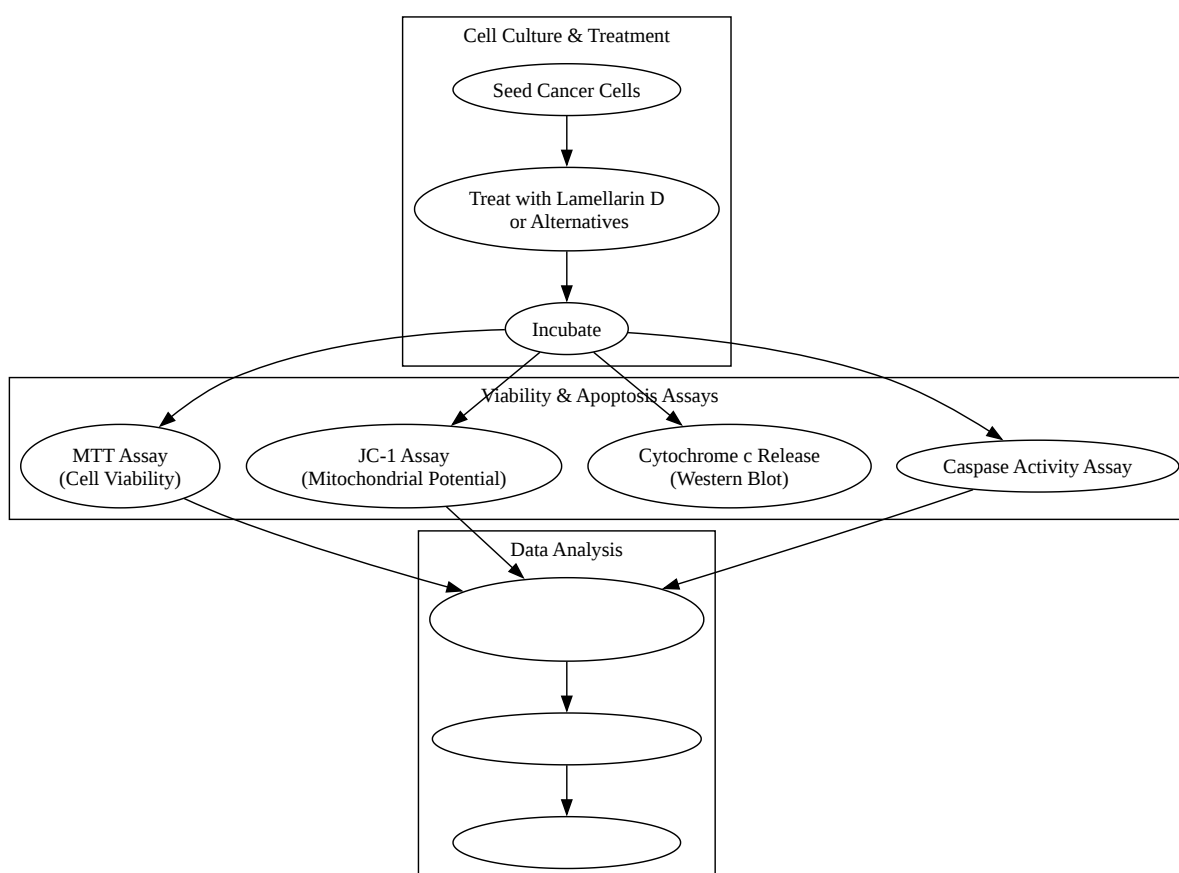 Cell Culture & Treatment
Seed Cancer Cells
Treat with Lamellarin D
or Alternatives
Incubate
Viability & Apoptosis Assays
MTT Assay
(Cell Viability)
JC-1 Assay
(Mitochondrial Potential)
Cytochrome c Release
(Western Blot)
Caspase Activity Assay
Data Analysis